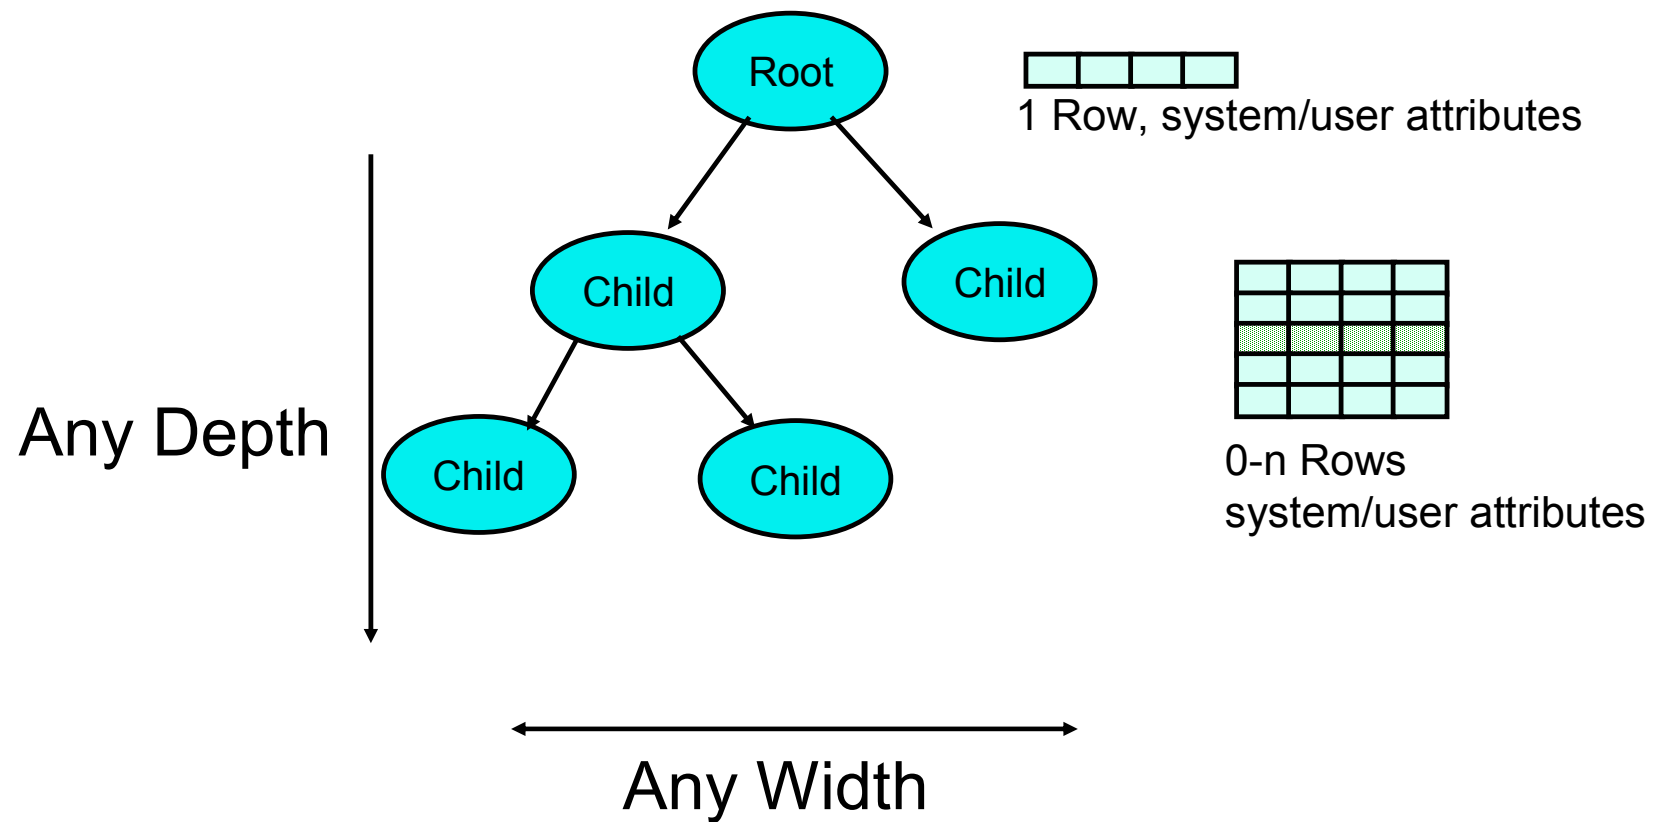 Root
1 Row, system/user attributes
Child
Child
Any Depth
Child
Child
0-n Rows
system/user attributes
Any Width